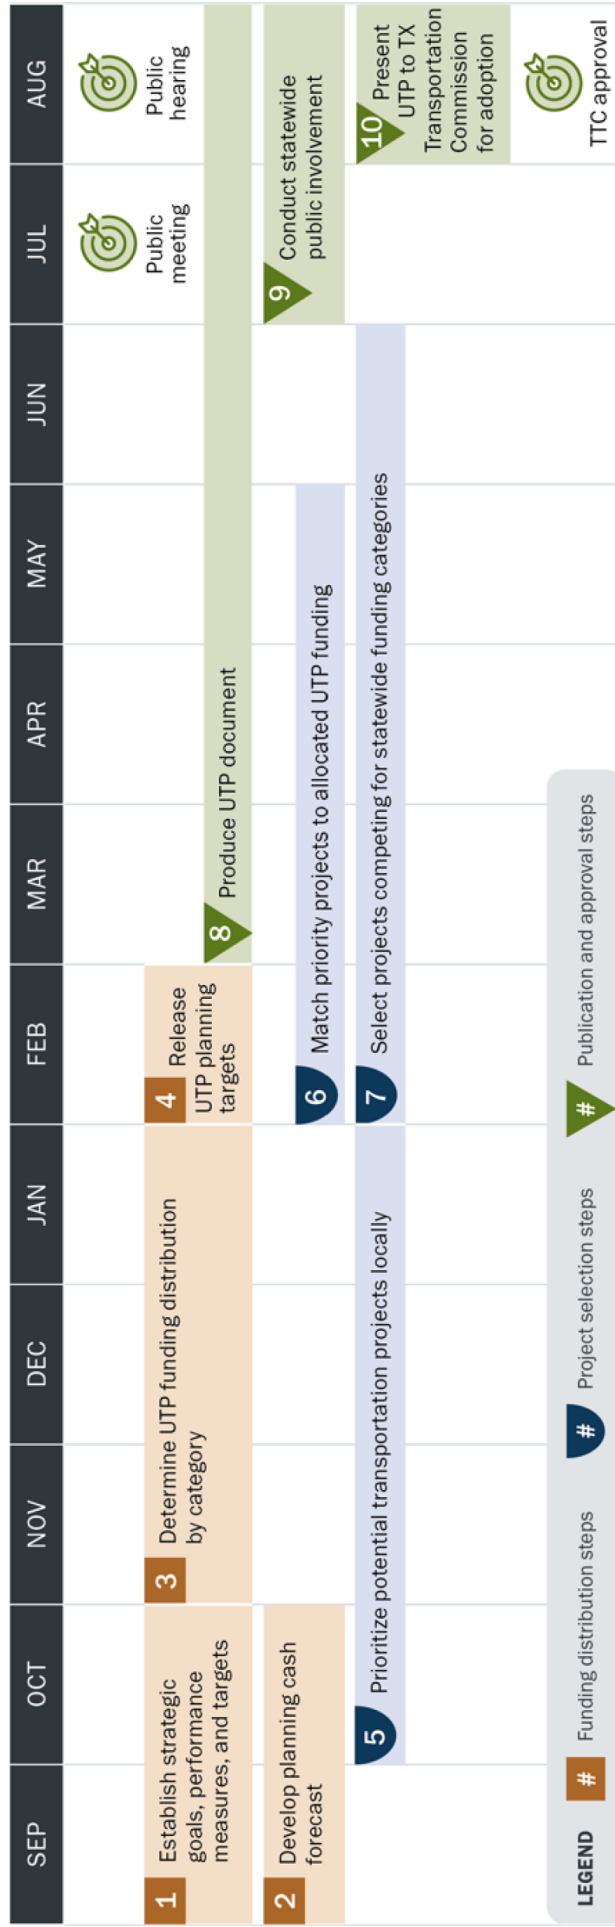 SEP
OCT
NOV
DEC
JAN
FEB
MAR
APR
MAY
JUN
JUL
AUG
1
Establish strategic
goals, performance
measures, and targets
3
Determine UTP funding distribution
by category
4
Release
UTP planning
targets
8
Produce UTP document
Public
meeting
Public
hearing
2
Develop planning cash
forecast
6
Match priority projects to allocated UTP funding
9
Conduct statewide
public involvement
5
Prioritize potential transportation projects locally
7
Select projects competing for statewide funding categories
10
Present
UTP to TX
Transportation
Commission
for adoption
TTC approval
LEGEND
#
Funding distribution steps
#
Project selection steps
#
Publication and approval steps